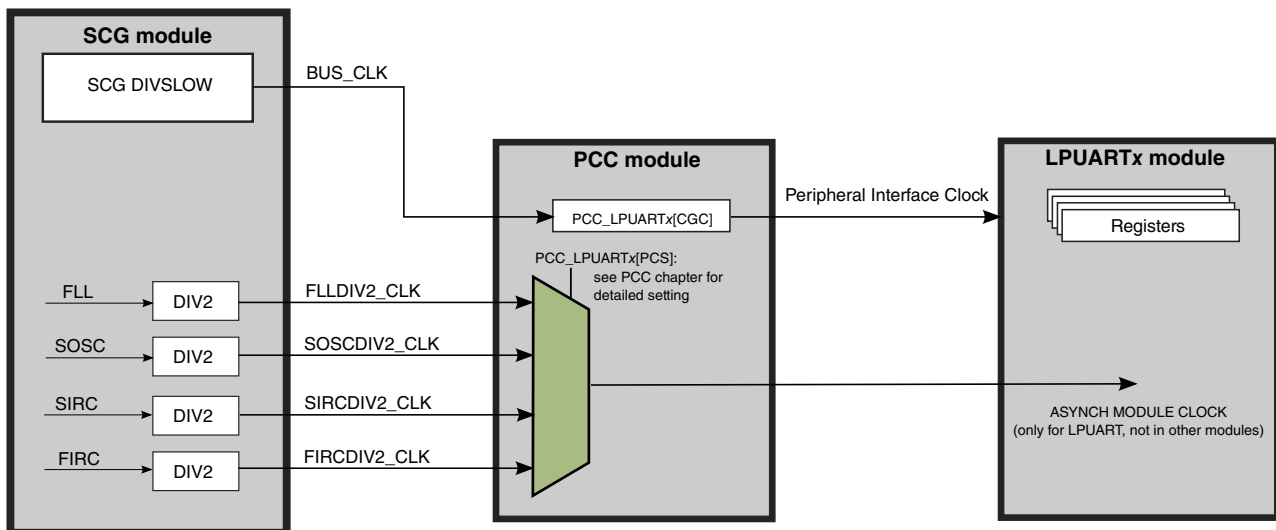 SCG module
SCG DIVSLOW
BUS_CLK
PCC module
PCC_LPUARTx[CGC]
Peripheral Interface Clock
LPUARTx module
Registers
PCC_LPUARTx[PCS]:
see PCC chapter for
detailed setting
FLL
DIV2
FLLDIV2_CLK
SOSC
DIV2
SOSCDIV2_CLK
SIRC
DIV2
SIRCDIV2_CLK
FIRC
DIV2
FIRCDIV2_CLK
ASYNCH MODULE CLOCK
(only for LPUART, not in other modules)